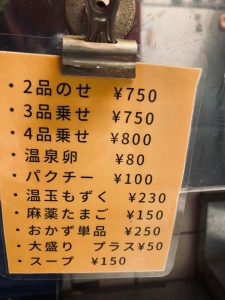 ・2品のせ ¥750
・3品乗せ ¥750
・4品乗せ ¥800
・温泉卵 ¥80
・パクチー ¥100
・温玉もずく ¥230
・麻薬たまご ¥150
・おかず単品 ¥250
・大盛り プラス¥50
・スープ ¥150